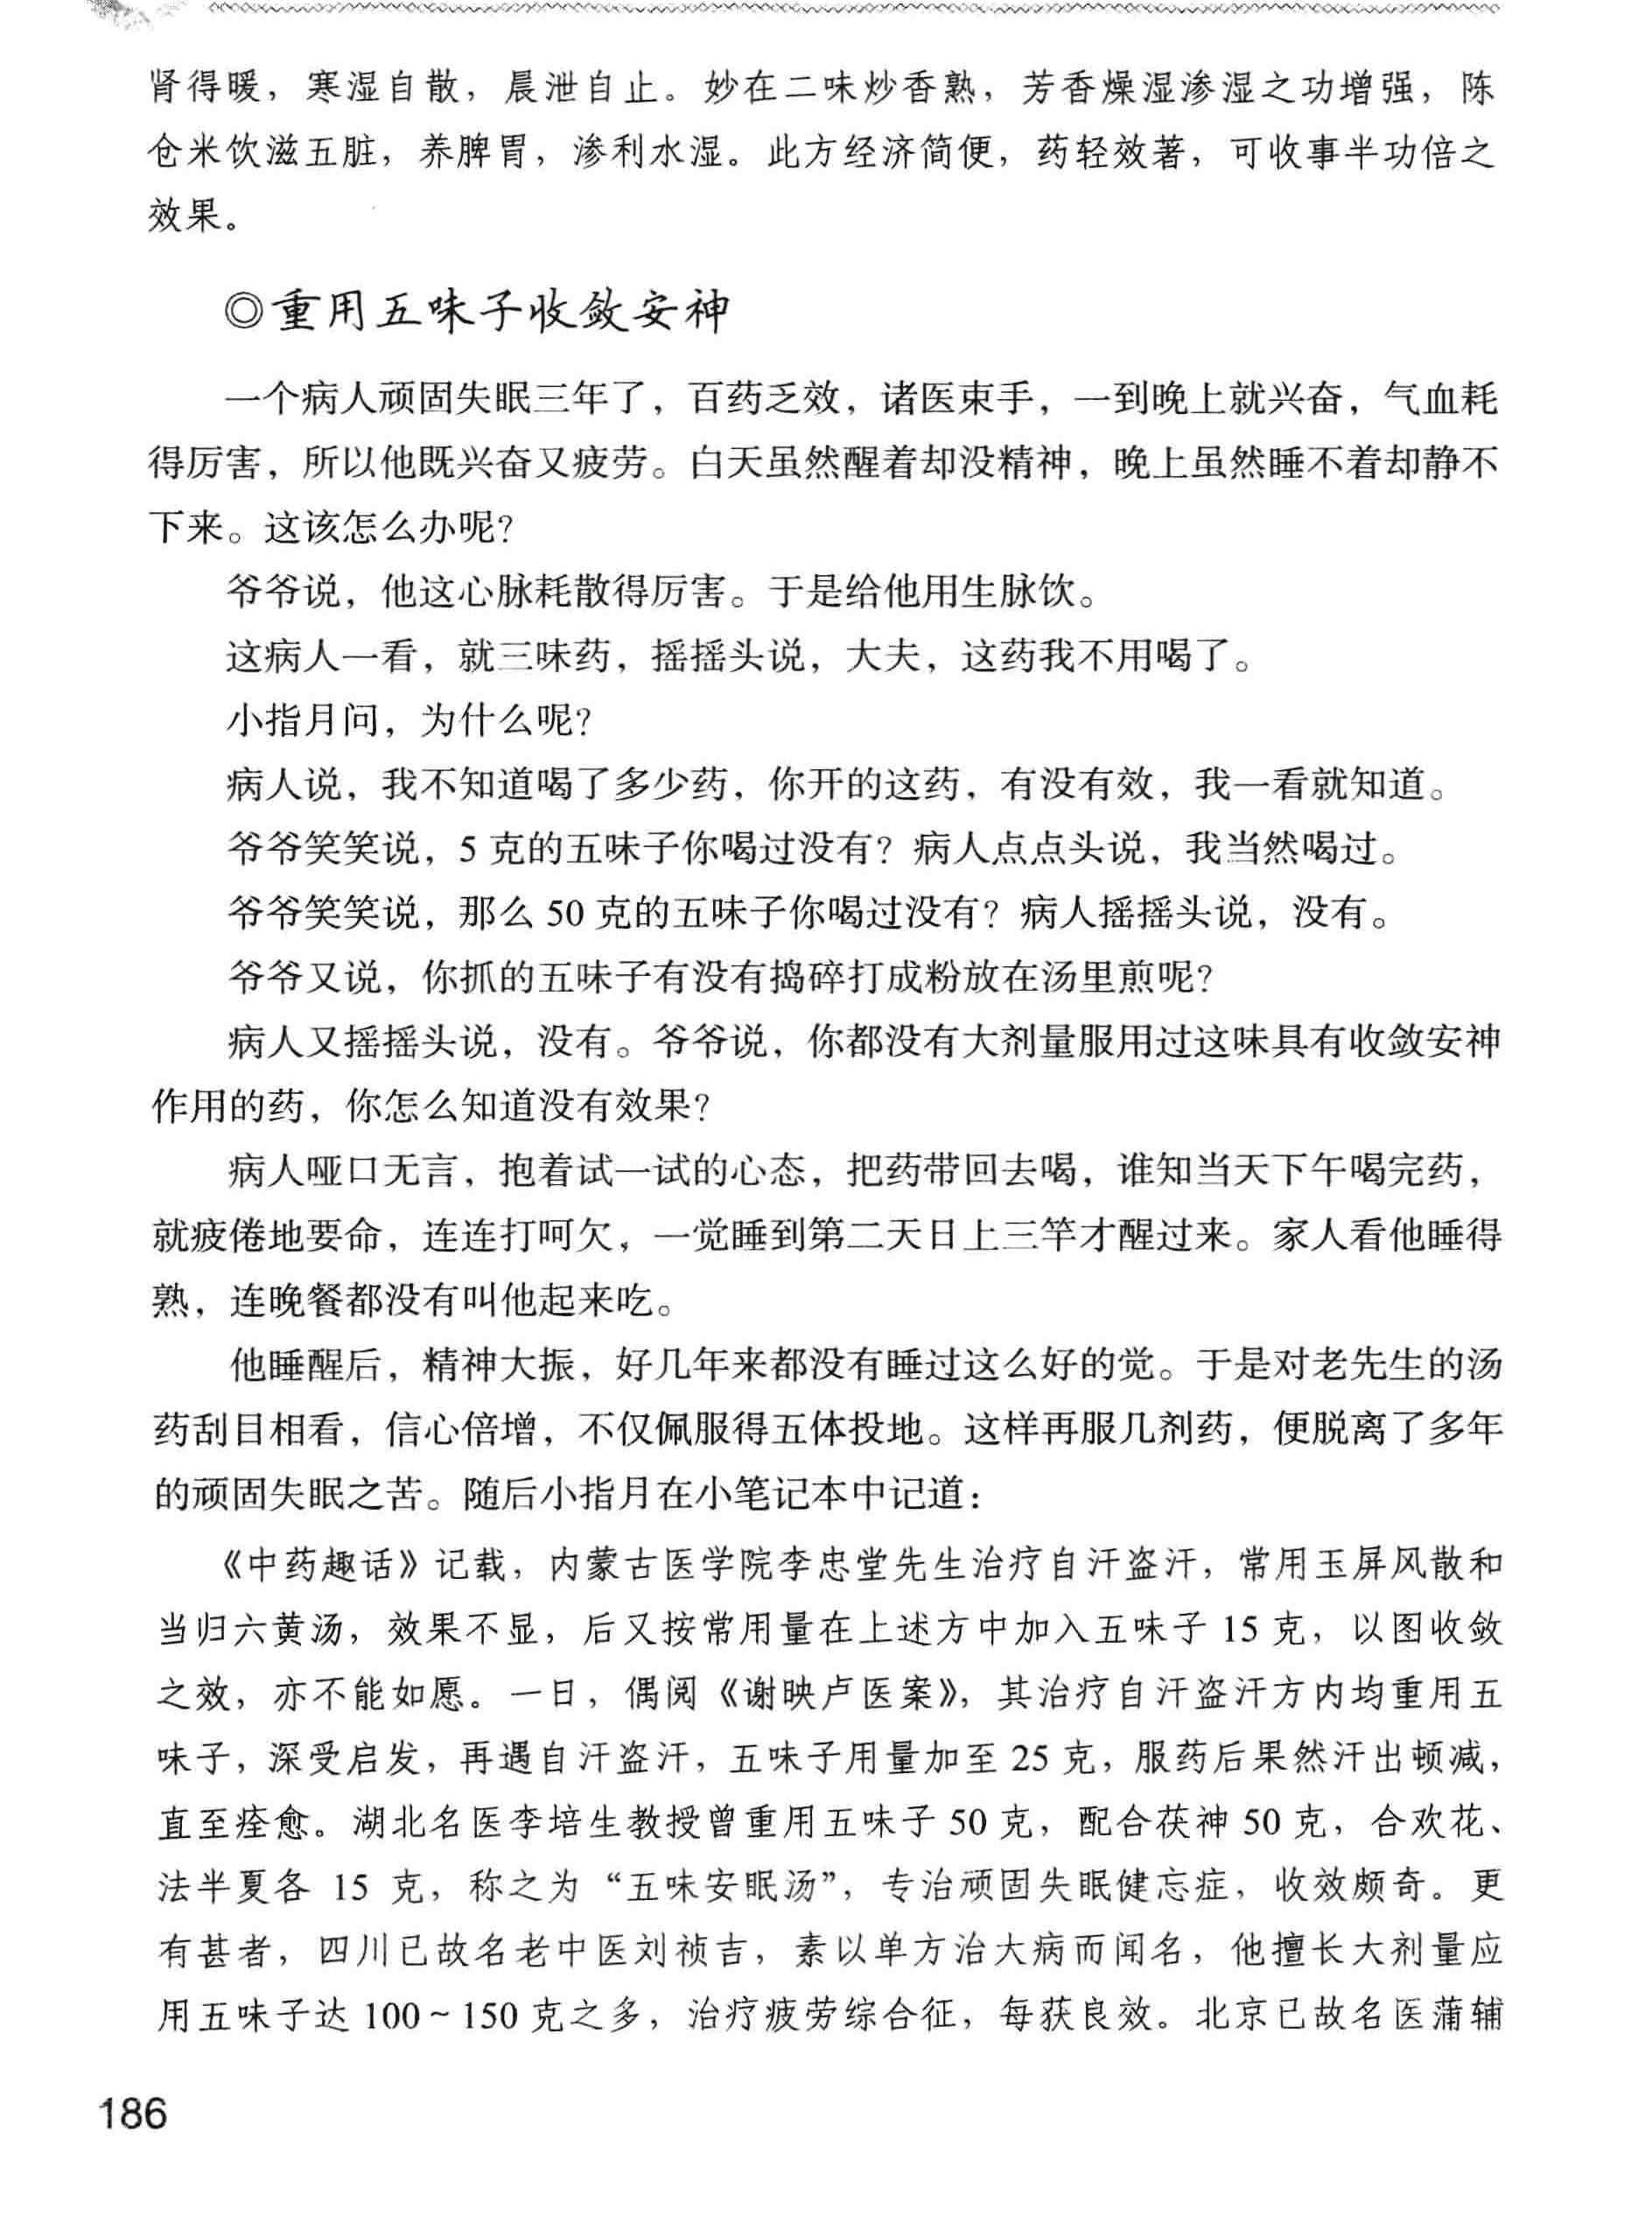 肾得暖，寒湿自散，晨泄自止。妙在二味炒香熟，芳香燥湿渗湿之功增强，陈
仓米饮滋五脏，养脾胃，渗利水湿。此方经济简便，药轻效著，可收事半功倍之
效果。
◎重用五味子收敛安神
一个病人顽固失眠三年了，百药乏效，诸医束手，一到晚上就兴奋，气血耗
得厉害，所以他既兴奋又疲劳。白天虽然醒着却没精神，晚上虽然睡不着却静不
下来。这该怎么办呢？
爷爷说，他这心脉耗散得厉害。于是给他用生脉饮。
这病人一看，就三味药，摇摇头说，大夫，这药我不用喝了。
小指月问，为什么呢？
病人说，我不知道喝了多少药，你开的这药，有没有效，我一看就知道。
爷爷笑笑说，5 克的五味子你喝过没有？病人点点头说，我当然喝过。
爷爷笑笑说，那么 50 克的五味子你喝过没有？病人摇摇头说，没有。
爷爷又说，你抓的五味子有没有捣碎打成粉放在汤里煎呢？
病人又摇摇头说，没有。爷爷说，你都没有大剂量服用过这味具有收敛安神
作用的药，你怎么知道没有效果？
病人哑口无言，抱着试一试的心态，把药带回去喝，谁知当天下午喝完药，
就疲倦地要命，连连打呵欠，一觉睡到第二天日上三竿才醒过来。家人看他睡得
熟，连晚餐都没有叫他起来吃。
他睡醒后，精神大振，好几年来都没有睡过这么好的觉。于是对老先生的汤
药刮目相看，信心倍增，不仅佩服得五体投地。这样再服几剂药，便脱离了多年
的顽固失眠之苦。随后小指月在小笔记本中记道：
《中药趣话》记载，内蒙古医学院李忠堂先生治疗自汗盗汗，常用玉屏风散和
当归六黄汤，效果不显，后又按常用量在上述方中加入五味子 15 克，以图收敛
之效，亦不能如愿。一日，偶阅《谢映卢医案》，其治疗自汗盗汗方内均重用五
味子，深受启发，再遇自汗盗汗，五味子用量加至 25 克，服药后果然汗出顿减，
直至痊愈。湖北名医李培生教授曾重用五味子 50 克，配合茯神 50 克，合欢花、
法半夏各 15 克，称之为“五味安眠汤”，专治顽固失眠健忘症，收效颇奇。更
有甚者，四川已故名老中医刘祯吉，素以单方治大病而闻名，他擅长大剂量应
用五味子达 100～150 克之多，治疗疲劳综合征，每获良效。北京已故名医蒲辅
186